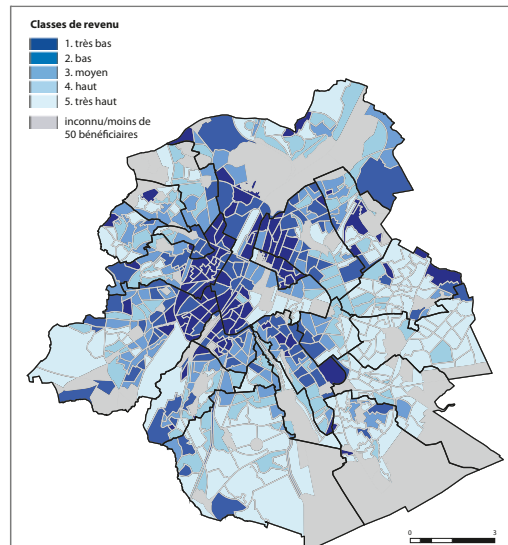 Classes de revenu
1. très bas
2. bas
3. moyen
4. haut
5. très haut
inconnu/moins de
50 bénéficiaires
0 3